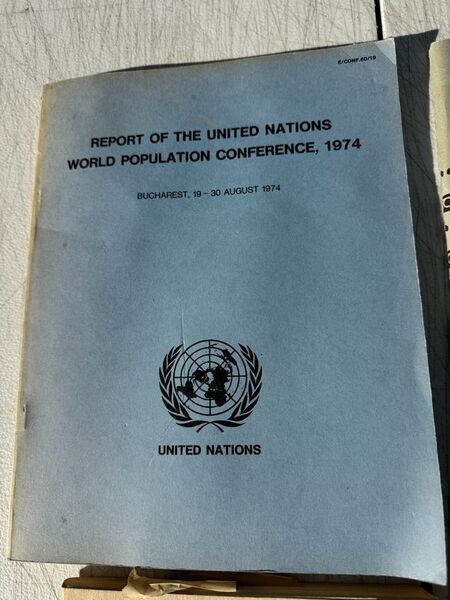 E/CONF.60/19
REPORT OF THE UNITED NATIONS
WORLD POPULATION CONFERENCE, 1974
BUCHAREST, 19 – 30 AUGUST 1974
UNITED NATIONS